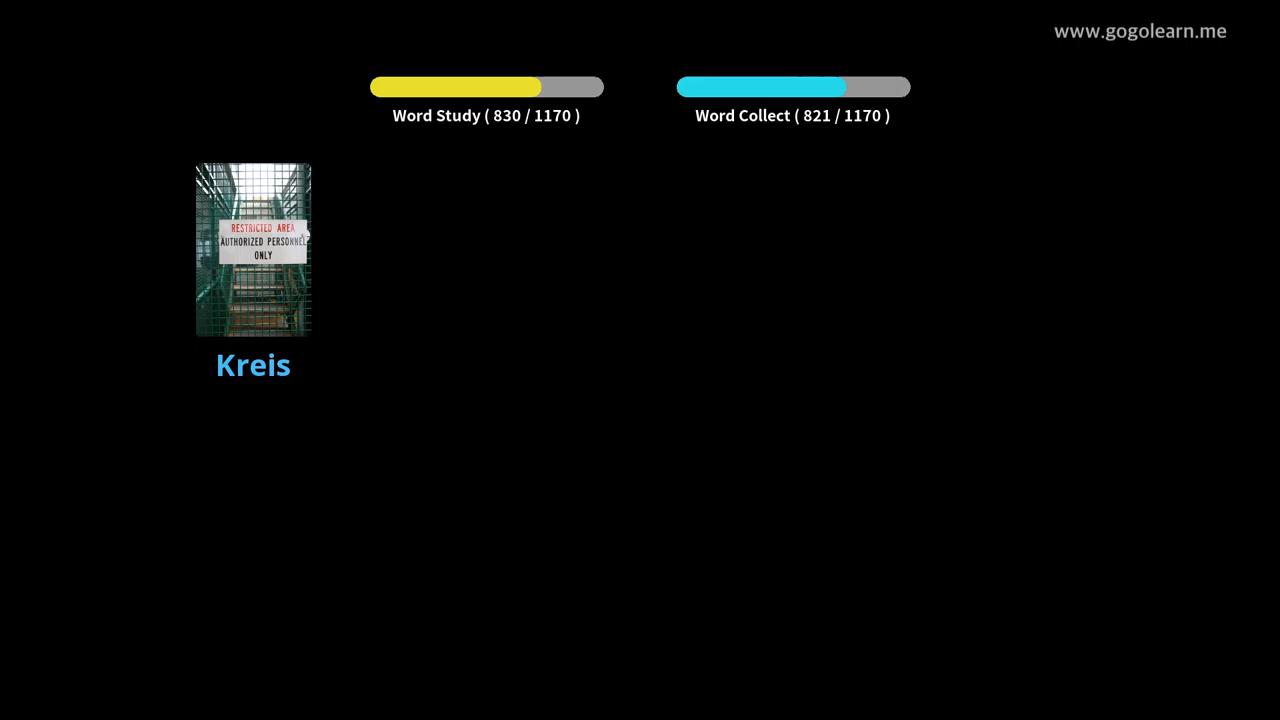 www.gogolearn.me
Word Study ( 830 / 1170 )
Word Collect ( 821 / 1170 )
RESTRICTED AREA
AUTHORIZED PERSONNEL
ONLY
Kreis